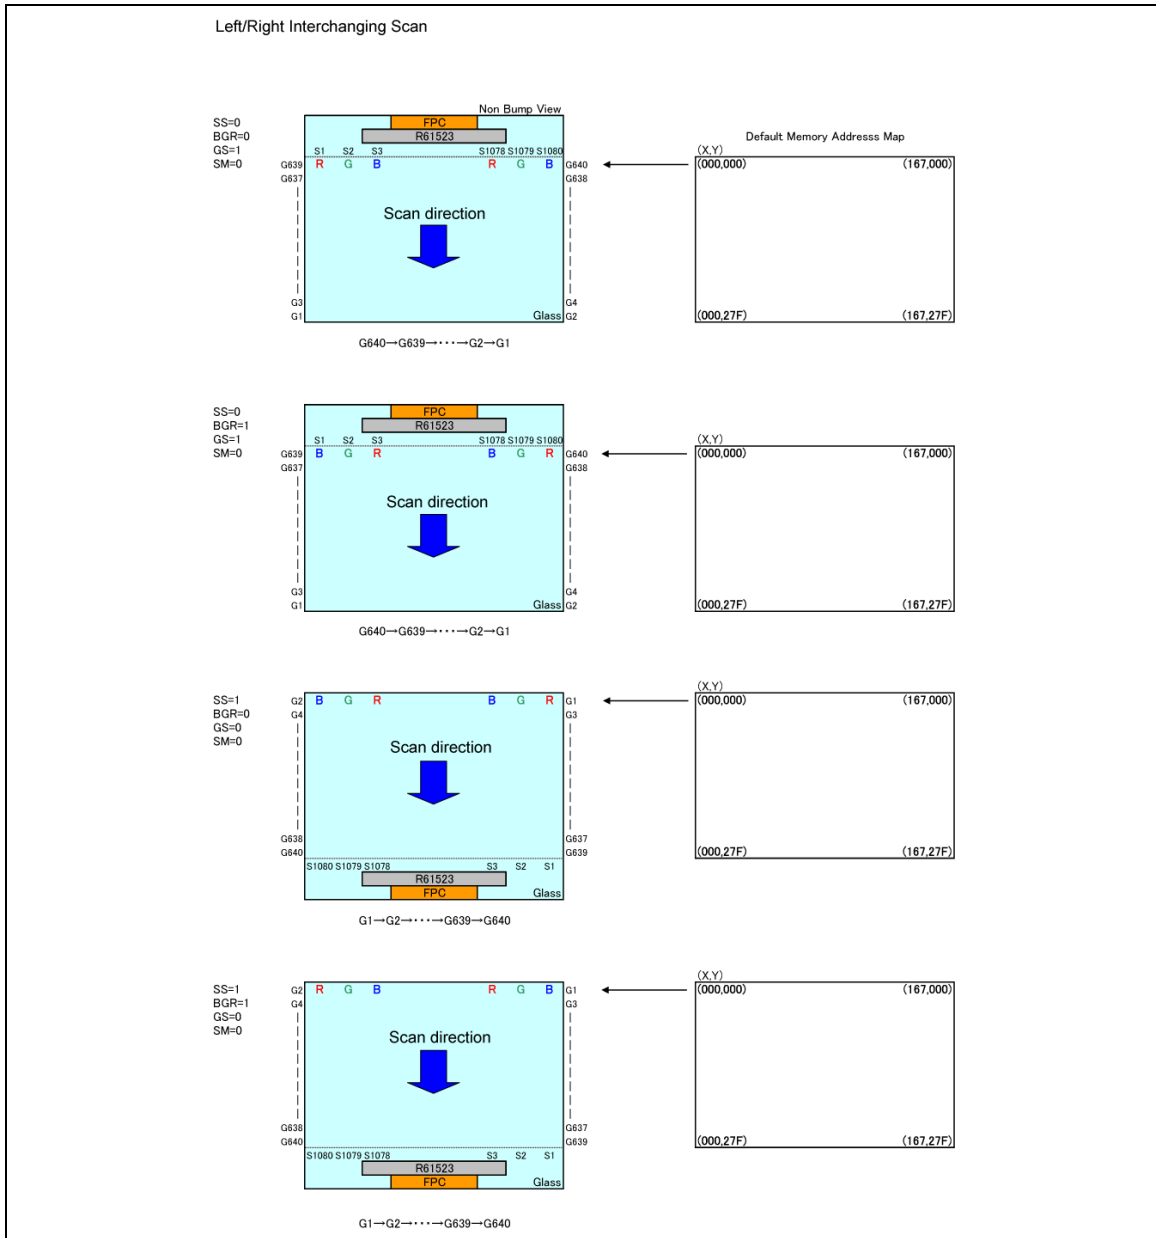 Left/Right Interchanging Scan
Non Bump View
SS=0
BGR=0
GS=1
SM=0
FPC
R61523
S1 S2 S3 S1078 S1079 S1080
G639 R G B R G B G640
G637 G638
Scan direction
G3 G4
G1 Glass G2
G640→G639→···→G2→G1
Default Memory Addresss Map
(X,Y)
(000,000) (167,000)
(000,27F) (167,27F)
SS=0
BGR=1
GS=1
SM=0
FPC
R61523
S1 S2 S3 S1078 S1079 S1080
G639 B G R B G R G640
G637 G638
Scan direction
G3 G4
G1 Glass G2
G640→G639→···→G2→G1
(X,Y)
(000,000) (167,000)
(000,27F) (167,27F)
SS=1
BGR=0
GS=0
SM=0
G2 B G R B G R G1
G4 G3
Scan direction
G638 G637
G640 G639
S1080 S1079 S1078 S3 S2 S1
R61523
FPC Glass
G1→G2→···→G639→G640
(X,Y)
(000,000) (167,000)
(000,27F) (167,27F)
SS=1
BGR=1
GS=0
SM=0
G2 R G B R G B G1
G4 G3
Scan direction
G638 G637
G640 G639
S1080 S1079 S1078 S3 S2 S1
R61523
FPC Glass
G1→G2→···→G639→G640
(X,Y)
(000,000) (167,000)
(000,27F) (167,27F)